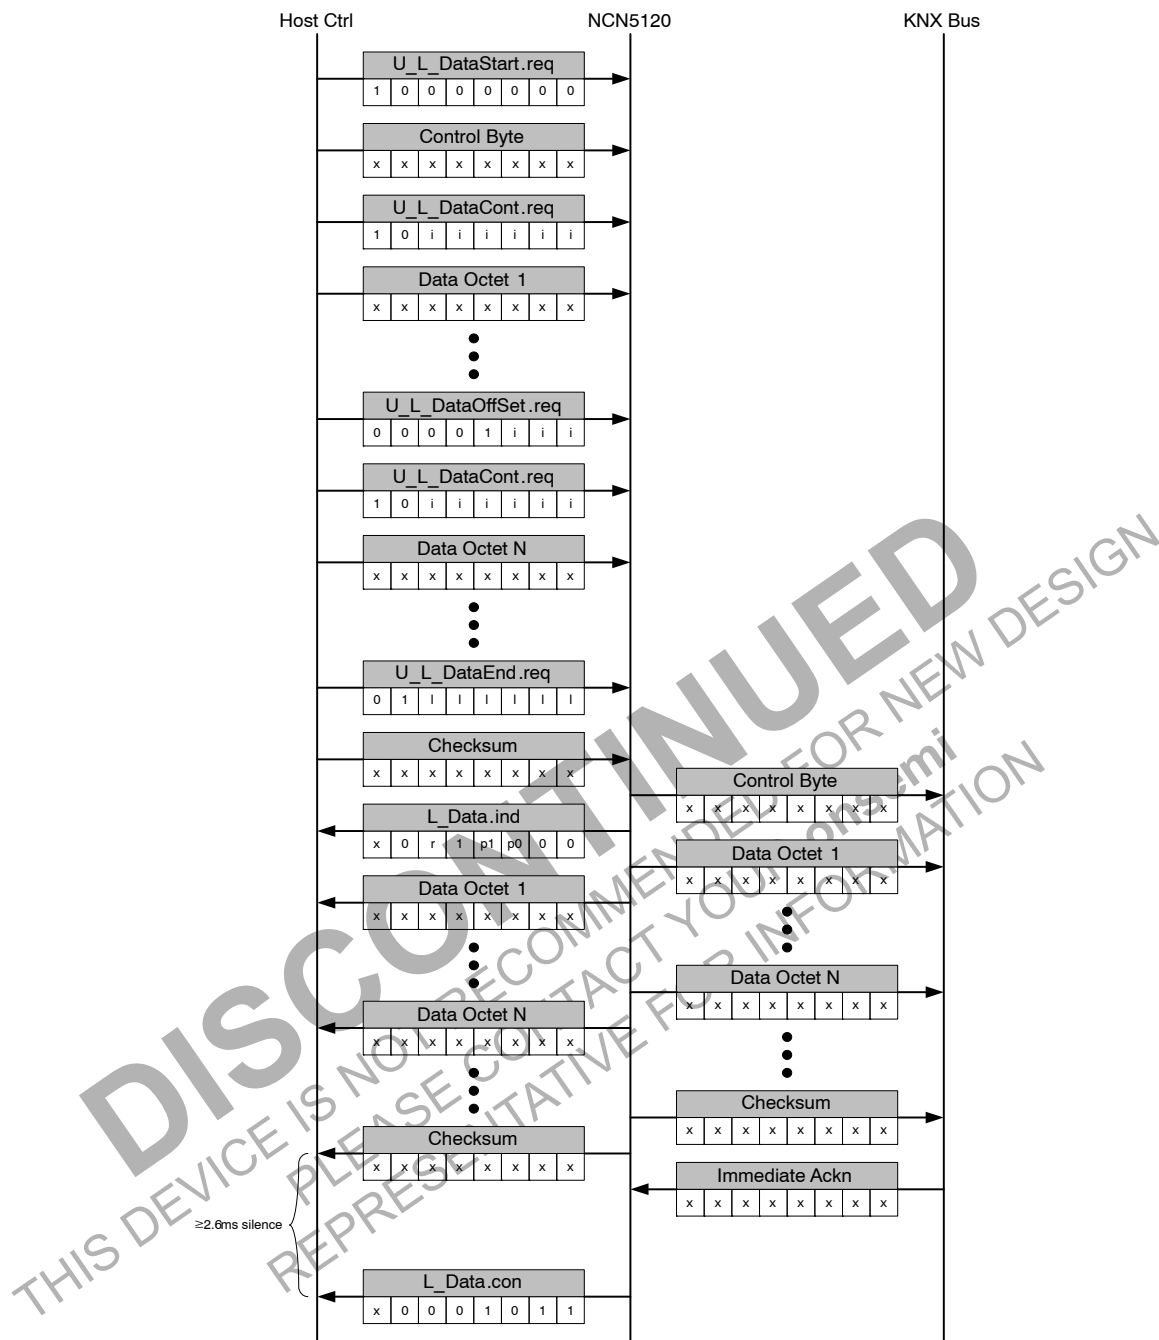 Host Ctrl NCN5120 KNX Bus
U_L_DataStart.req
1 0 0 0 0 0 0 0
Control Byte
x x x x x x x x
U_L_DataCont.req
1 0 i i i i i i
Data Octet 1
x x x x x x x x
U_L_DataOffSet.req
0 0 0 0 1 i i i
U_L_DataCont.req
1 0 i i i i i i
Data Octet N
x x x x x x x x
U_L_DataEnd.req
0 1 l l l l l l
Checksum
x x x x x x x x
Control Byte
x x x x x x x x
L_Data.ind
x 0 r 1 p1 p0 0 0
Data Octet 1
x x x x x x x x
Data Octet 1
x x x x x x x x
Data Octet N
x x x x x x x x
Data Octet N
x x x x x x x x
Checksum
x x x x x x x x
Checksum
x x x x x x x x
Immediate Ackn
x x x x x x x x
≥2.6ms silence
L_Data.con
x 0 0 0 1 0 1 1
DISCONTINUED
THIS DEVICE IS NOT RECOMMENDED FOR NEW DESIGN
PLEASE CONTACT YOUR onsemi
REPRESENTATIVE FOR INFORMATION